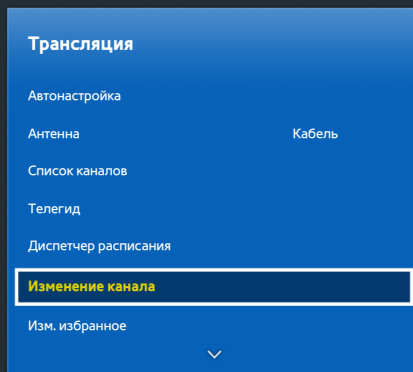 Трансляция
Автонастройка
Антенна Кабель
Список каналов
Телегид
Диспетчер расписания
Изменение канала
Изм. избранное